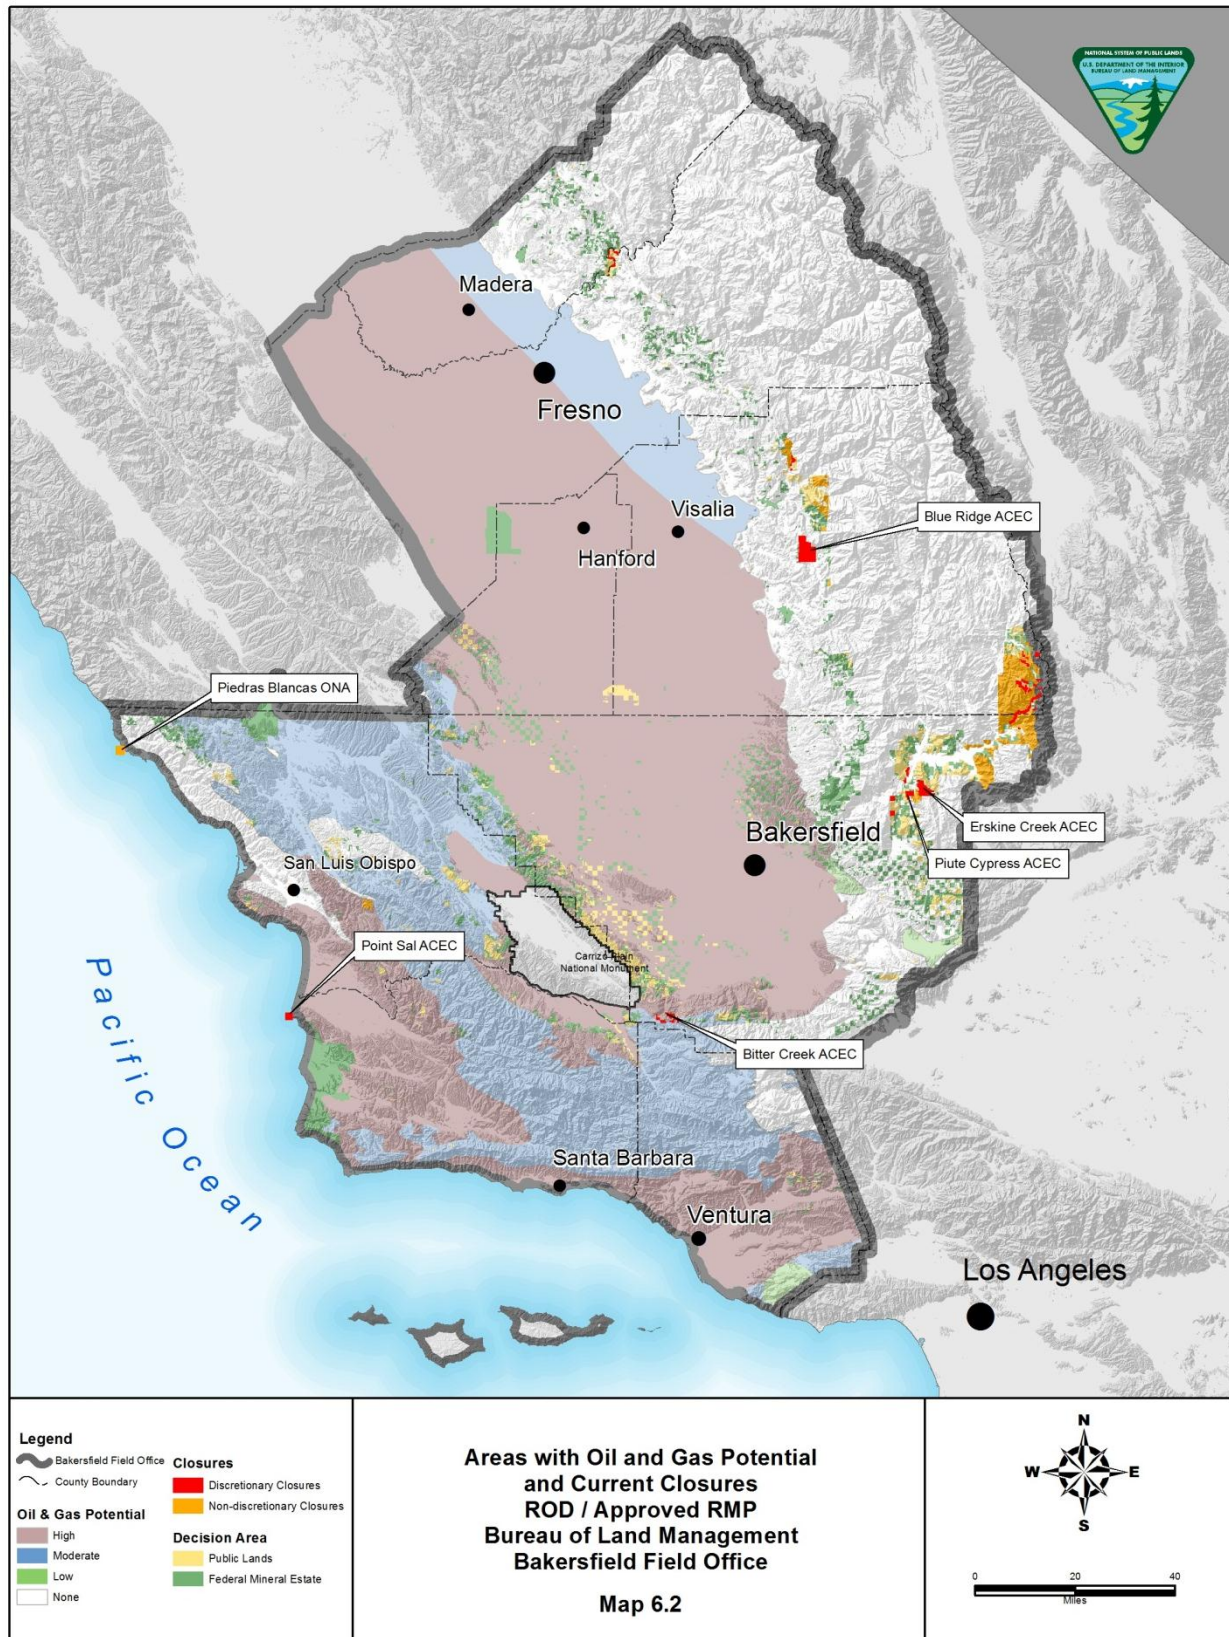 NATIONAL SYSTEM OF PUBLIC LANDS
U.S. DEPARTMENT OF THE INTERIOR
BUREAU OF LAND MANAGEMENT
Madera
Fresno
Visalia
Hanford
Blue Ridge ACEC
Piedras Blancas ONA
Bakersfield
Erskine Creek ACEC
Piute Cypress ACEC
San Luis Obispo
Point Sal ACEC
Carrizo Plain
National Monument
Bitter Creek ACEC
Pacific Ocean
Santa Barbara
Ventura
Los Angeles
Legend
Bakersfield Field Office
County Boundary
Oil & Gas Potential
High
Moderate
Low
None
Closures
Discretionary Closures
Non-discretionary Closures
Decision Area
Public Lands
Federal Mineral Estate
Areas with Oil and Gas Potential
and Current Closures
ROD / Approved RMP
Bureau of Land Management
Bakersfield Field Office
Map 6.2
N
W E
S
0 20 40
Miles